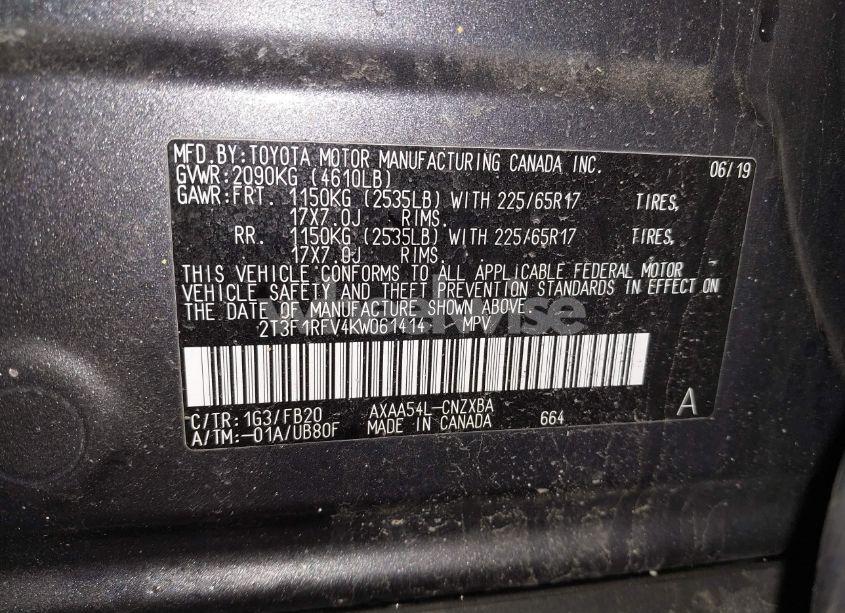 MFD.BY:TOYOTA MOTOR MANUFACTURING CANADA INC. 06/19
GVWR:2090KG (4610LB)
GAWR:FRT. 1150KG (2535LB) WITH 225/65R17 TIRES,
17X7.0J RIMS.
RR. 1150KG (2535LB) WITH 225/65R17 TIRES,
17X7.0J RIMS.
THIS VEHICLE CONFORMS TO ALL APPLICABLE FEDERAL MOTOR
VEHICLE SAFETY AND THEFT PREVENTION STANDARDS IN EFFECT ON
THE DATE OF MANUFACTURE SHOWN ABOVE.
2T3F1RFV4KW061414 MPV
C/TR:1G3/FB20 AXAA54L-CNZXBA 664 A
A/TM:-01A/UB80F MADE IN CANADA